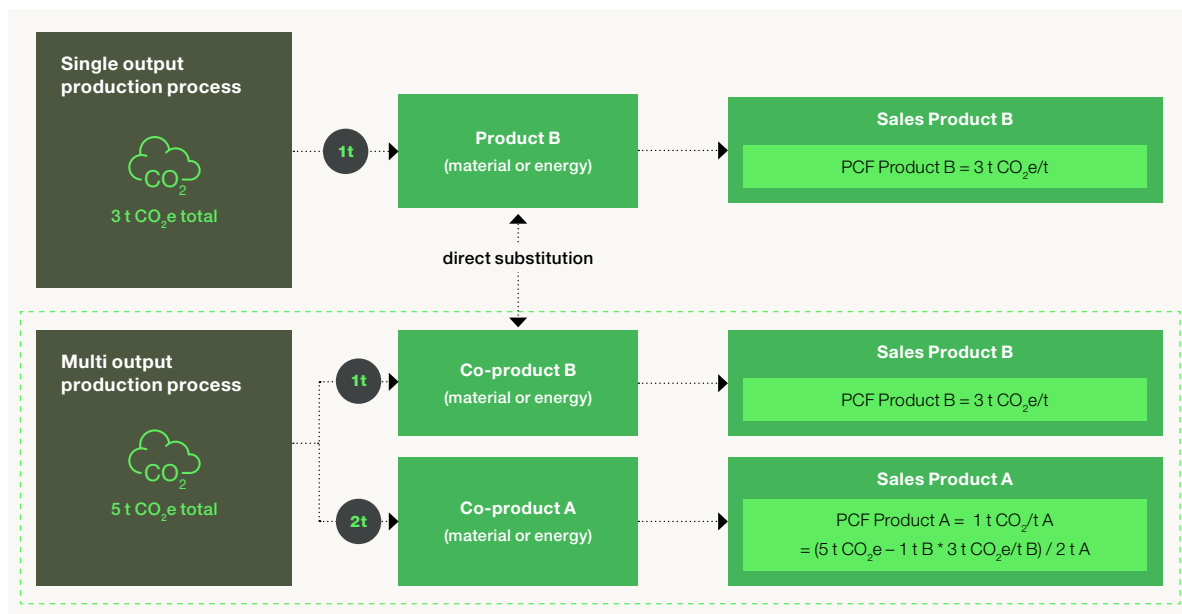 Single output
production process
CO₂
3 t CO₂e total
1t
Product B
(material or energy)
Sales Product B
PCF Product B = 3 t CO₂e/t
direct substitution
Multi output
production process
CO₂
5 t CO₂e total
1t
Co-product B
(material or energy)
Sales Product B
PCF Product B = 3 t CO₂e/t
2t
Co-product A
(material or energy)
Sales Product A
PCF Product A = 1 t CO₂/t A
= (5 t CO₂e – 1 t B * 3 t CO₂e/t B) / 2 t A